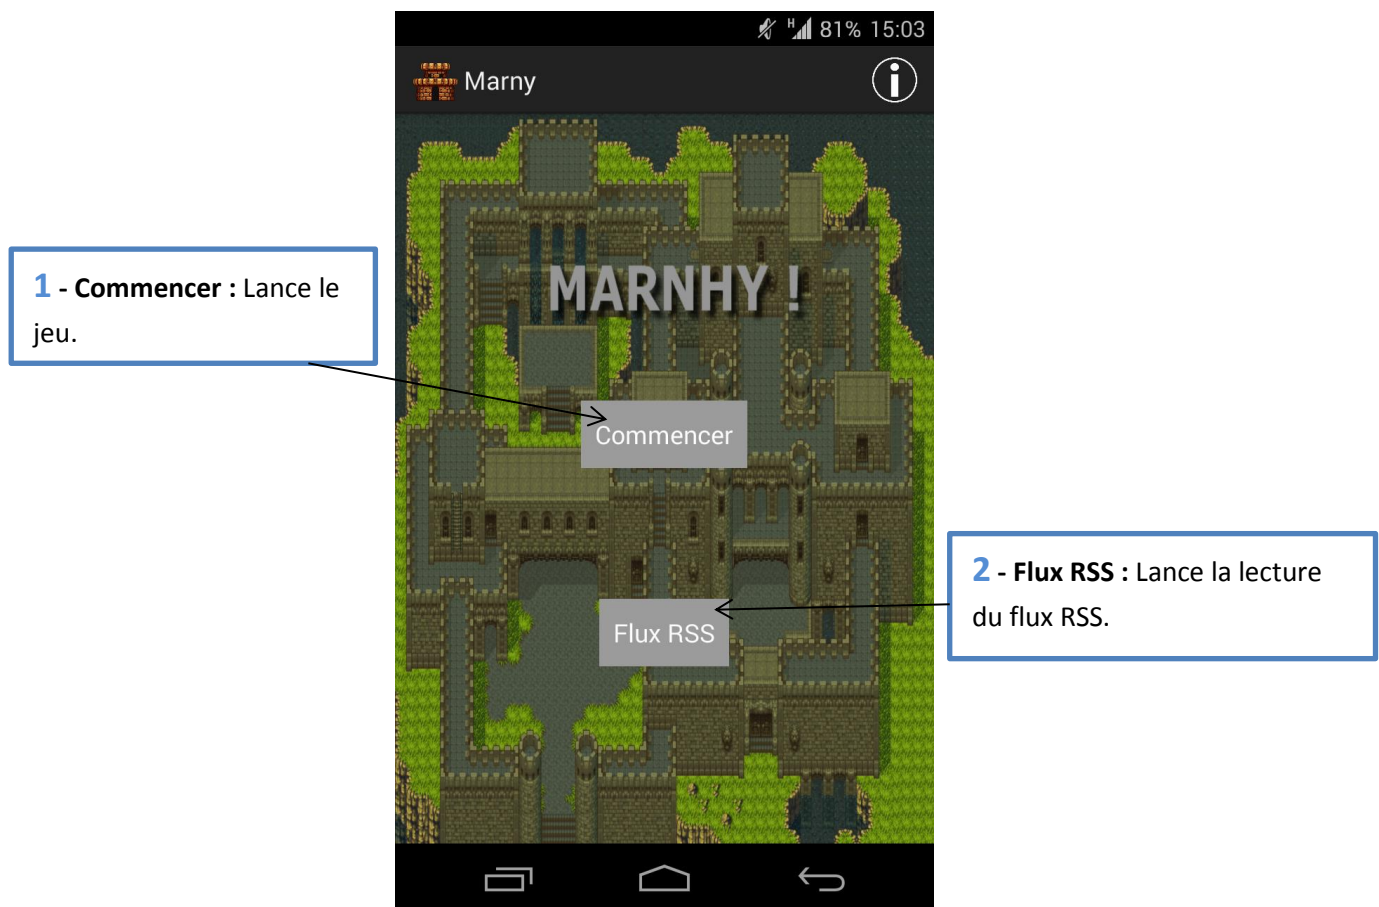 H 81% 15:03
Marny
MARNHY !
1 - Commencer : Lance le
jeu.
Commencer
2 - Flux RSS : Lance la lecture
du flux RSS.
Flux RSS